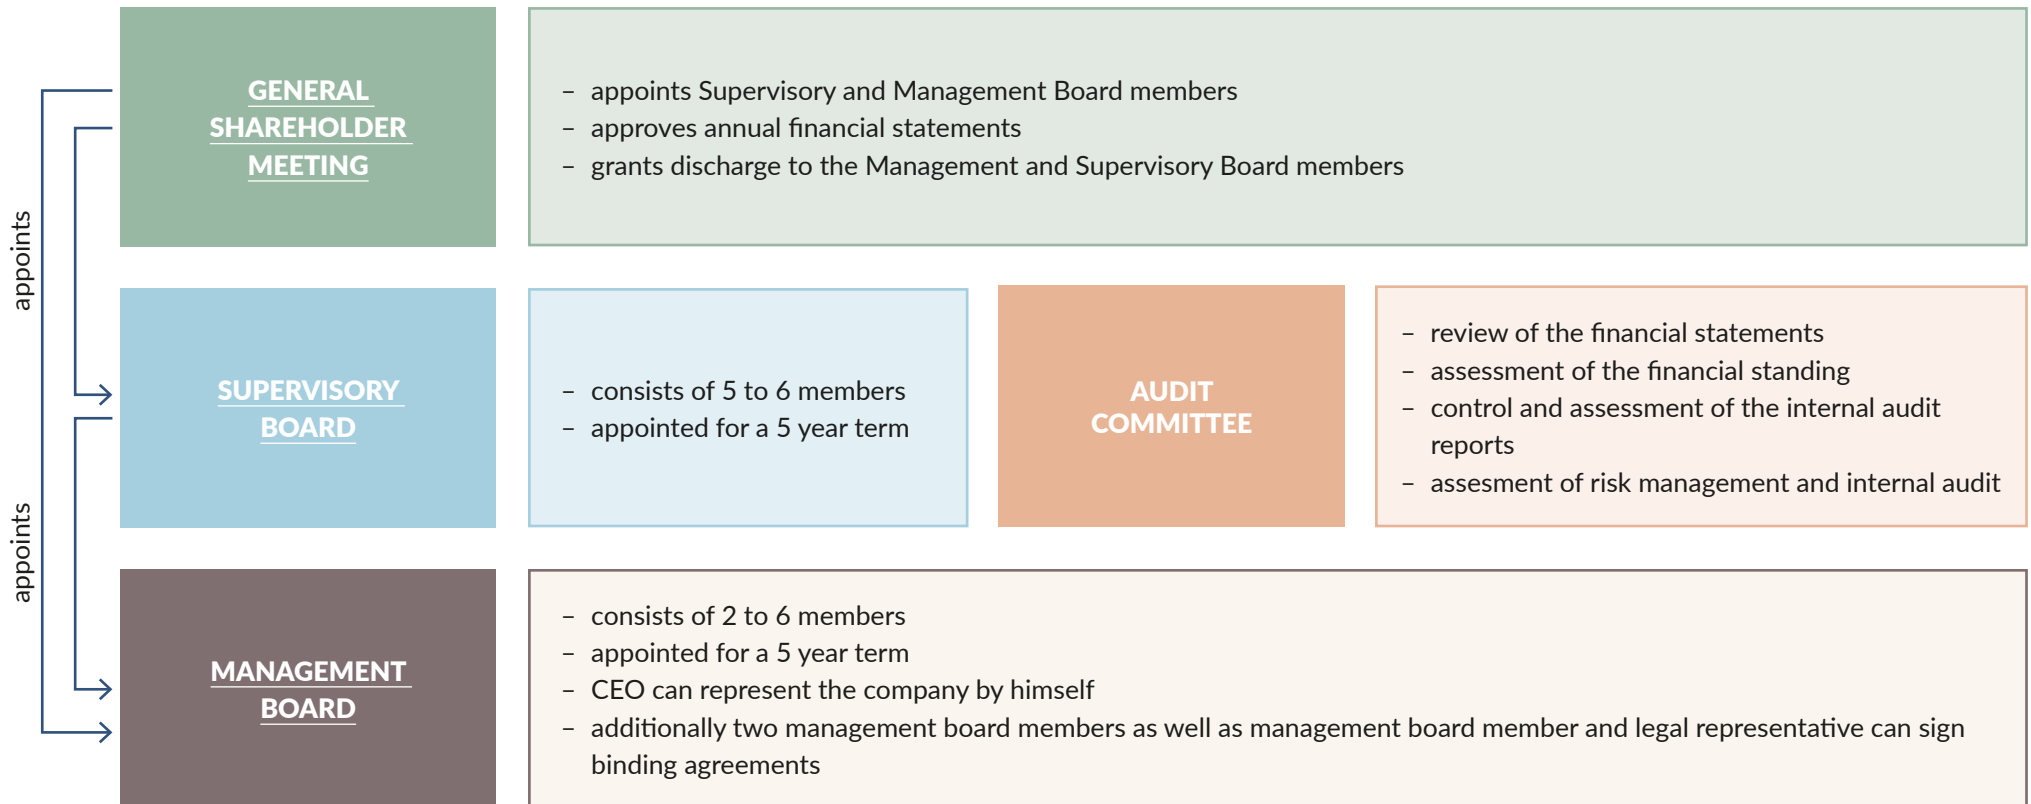 GENERAL
SHAREHOLDER
MEETING
– appoints Supervisory and Management Board members
– approves annual financial statements
– grants discharge to the Management and Supervisory Board members
appoints
SUPERVISORY
BOARD
– consists of 5 to 6 members
– appointed for a 5 year term
AUDIT
COMMITTEE
– review of the financial statements
– assessment of the financial standing
– control and assessment of the internal audit
reports
– assesment of risk management and internal audit
appoints
MANAGEMENT
BOARD
– consists of 2 to 6 members
– appointed for a 5 year term
– CEO can represent the company by himself
– additionally two management board members as well as management board member and legal representative can sign
binding agreements